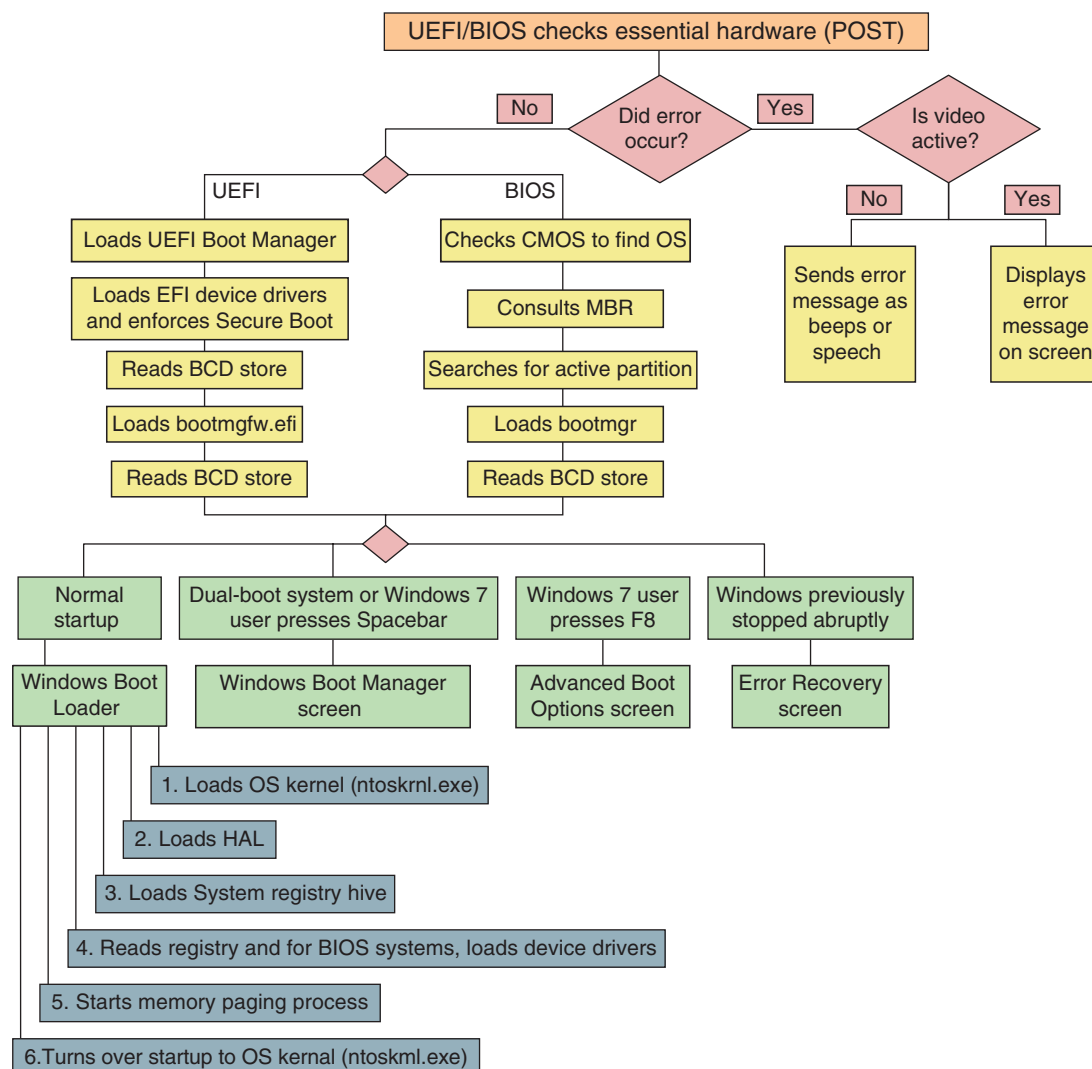 UEFI/BIOS checks essential hardware (POST)
No
Did error
occur?
Yes
Is video
active?
UEFI
BIOS
No
Yes
Loads UEFI Boot Manager
Checks CMOS to find OS
Sends error
message as
beeps or
speech
Displays
error
message
on screen
Loads EFI device drivers
and enforces Secure Boot
Consults MBR
Reads BCD store
Searches for active partition
Loads bootmgfw.efi
Loads bootmgr
Reads BCD store
Reads BCD store
Normal
startup
Dual-boot system or Windows 7
user presses Spacebar
Windows 7 user
presses F8
Windows previously
stopped abruptly
Windows Boot
Loader
Windows Boot Manager
screen
Advanced Boot
Options screen
Error Recovery
screen
1. Loads OS kernel (ntoskrnl.exe)
2. Loads HAL
3. Loads System registry hive
4. Reads registry and for BIOS systems, loads device drivers
5. Starts memory paging process
6.Turns over startup to OS kernal (ntoskml.exe)